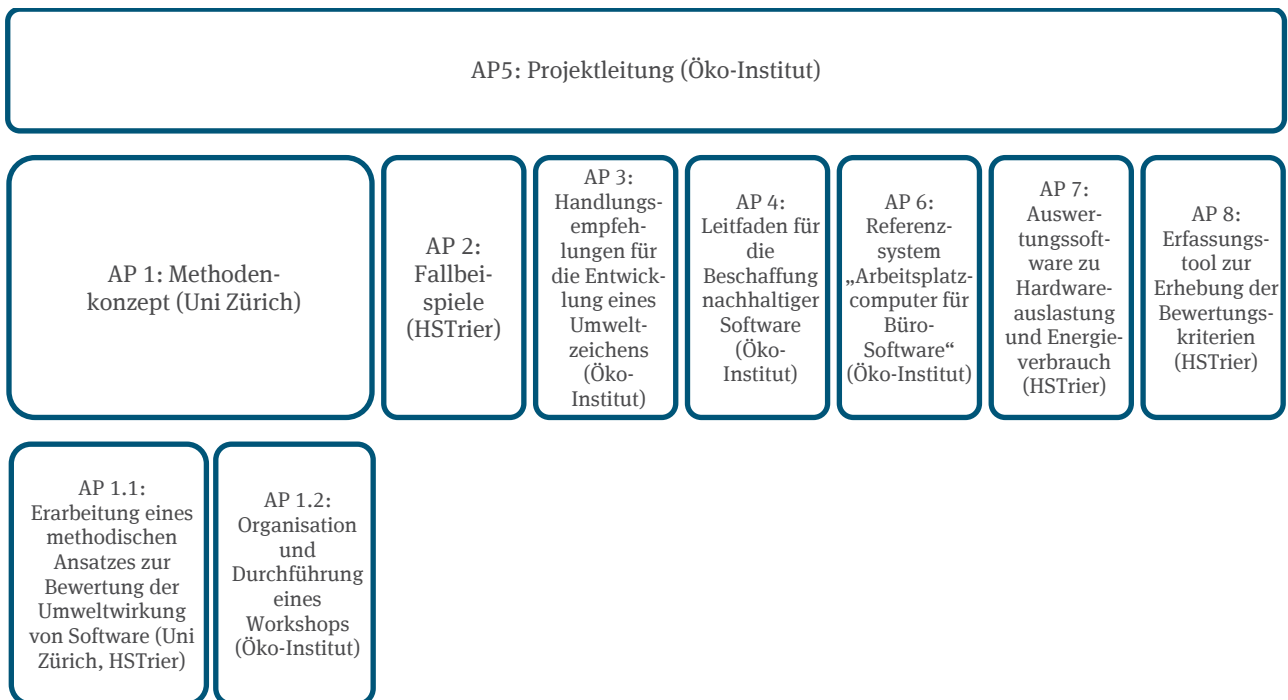 AP5: Projektleitung (Öko-Institut)
AP 1: Methoden-
konzept (Uni Zürich)
AP 2:
Fallbei-
spiele
(HSTrier)
AP 3:
Handlungs-
empfeh-
lungen für
die Entwick-
lung eines
Umwelt-
zeichens
(Öko-
Institut)
AP 4:
Leitfaden für
die
Beschaffung
nachhaltiger
Software
(Öko-
Institut)
AP 6:
Referenz-
system
„Arbeitsplatz-
computer für
Büro-
Software“
(Öko-Institut)
AP 7:
Auswer-
tungssoft-
ware zu
Hardware-
auslastung
und Energie-
verbrauch
(HSTrier)
AP 8:
Erfassungs-
tool zur
Erhebung der
Bewertungs-
kriterien
(HSTrier)
AP 1.1:
Erarbeitung eines
methodischen
Ansatzes zur
Bewertung der
Umweltwirkung
von Software (Uni
Zürich, HSTrier)
AP 1.2:
Organisation
und
Durchführung
eines
Workshops
(Öko-Institut)